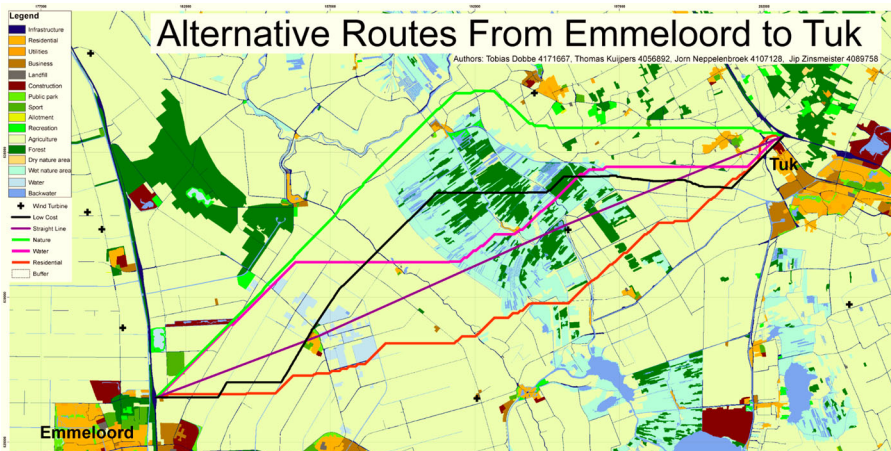 Alternative Routes From Emmeloord to Tuk
Authors: Tobias Dobbe 4171667, Thomas Kuijpers 4056892, Jorn Neppelenbroek 4107128, Jip Zinsmeister 4089758
Legend
Infrastructure
Residential
Utilities
Business
Landfill
Construction
Public park
Sport
Allotment
Recreation
Agriculture
Forest
Dry nature area
Wet nature area
Water
Backwater
Wind Turbine
Low Cost
Straight Line
Nature
Water
Residential
Buffer
Tuk
Emmeloord